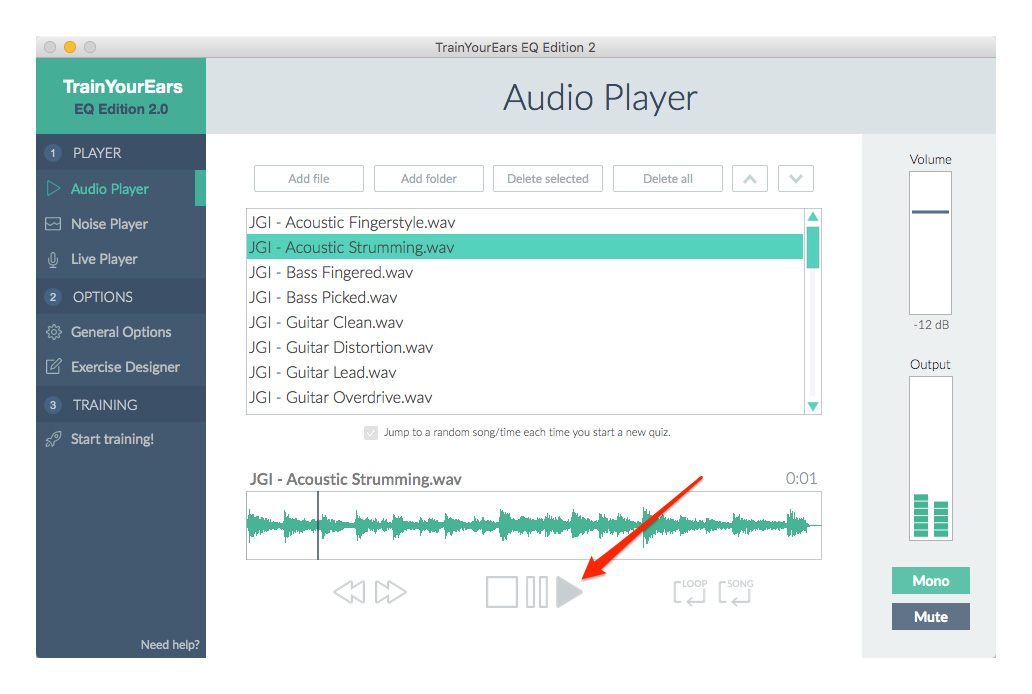 TrainYourEars EQ Edition 2
TrainYourEars
EQ Edition 2.0
Audio Player
1 PLAYER
Audio Player
Noise Player
Live Player
2 OPTIONS
General Options
Exercise Designer
3 TRAINING
Start training!
Need help?
Add file Add folder Delete selected Delete all
JGI - Acoustic Fingerstyle.wav
JGI - Acoustic Strumming.wav
JGI - Bass Fingered.wav
JGI - Bass Picked.wav
JGI - Guitar Clean.wav
JGI - Guitar Distortion.wav
JGI - Guitar Lead.wav
JGI - Guitar Overdrive.wav
Jump to a random song/time each time you start a new quiz.
JGI - Acoustic Strumming.wav 0:01
LOOP SONG
Volume
-12 dB
Output
Mono
Mute